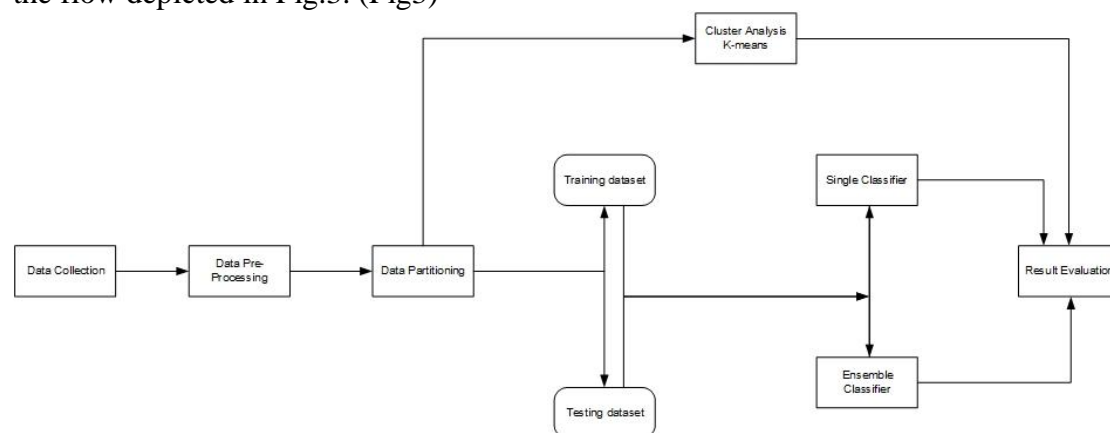 the flow depicted in Fig.3. (Fig3)
Cluster Analysis
K-means
Training dataset
Single Classifier
Data Collection
Data Pre-
Processing
Data Partitioning
Result Evaluation
Ensemble
Classifier
Testing dataset